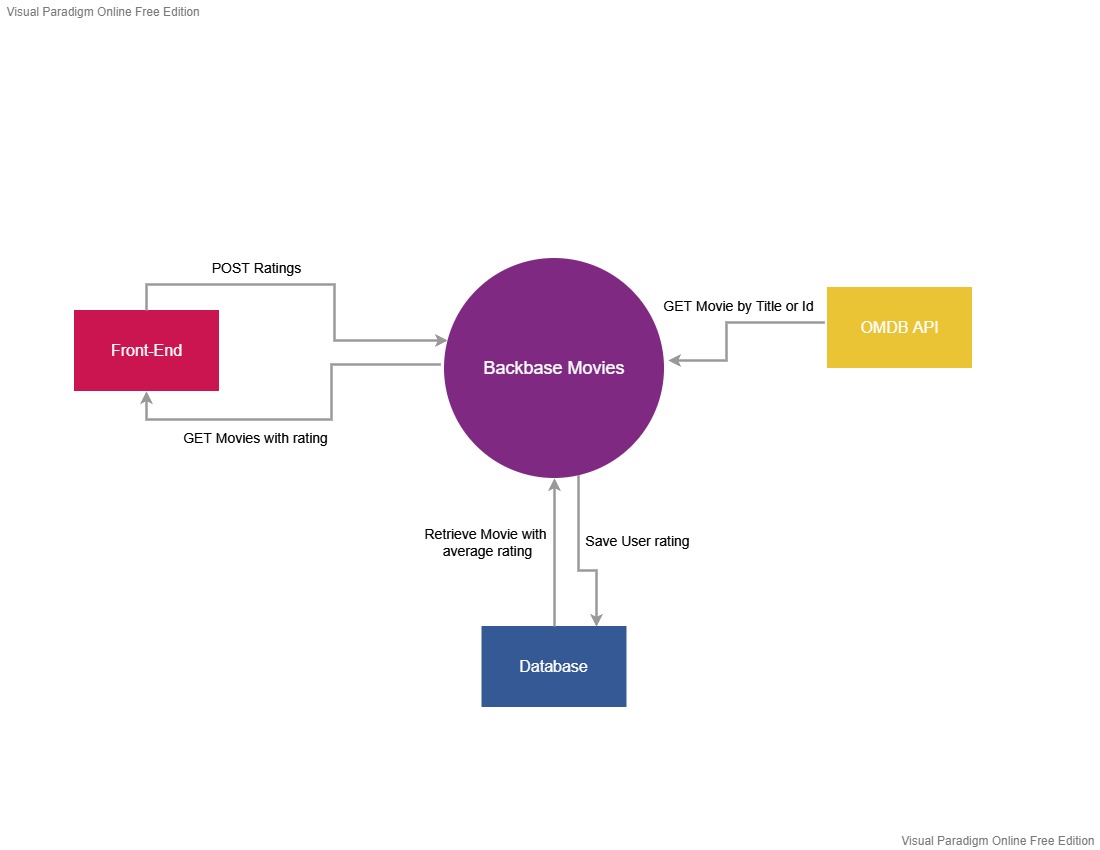 Visual Paradigm Online Free Edition
POST Ratings
GET Movie by Title or Id
OMDB API
Front-End
Backbase Movies
GET Movies with rating
Retrieve Movie with
average rating
Save User rating
Database
Visual Paradigm Online Free Edition